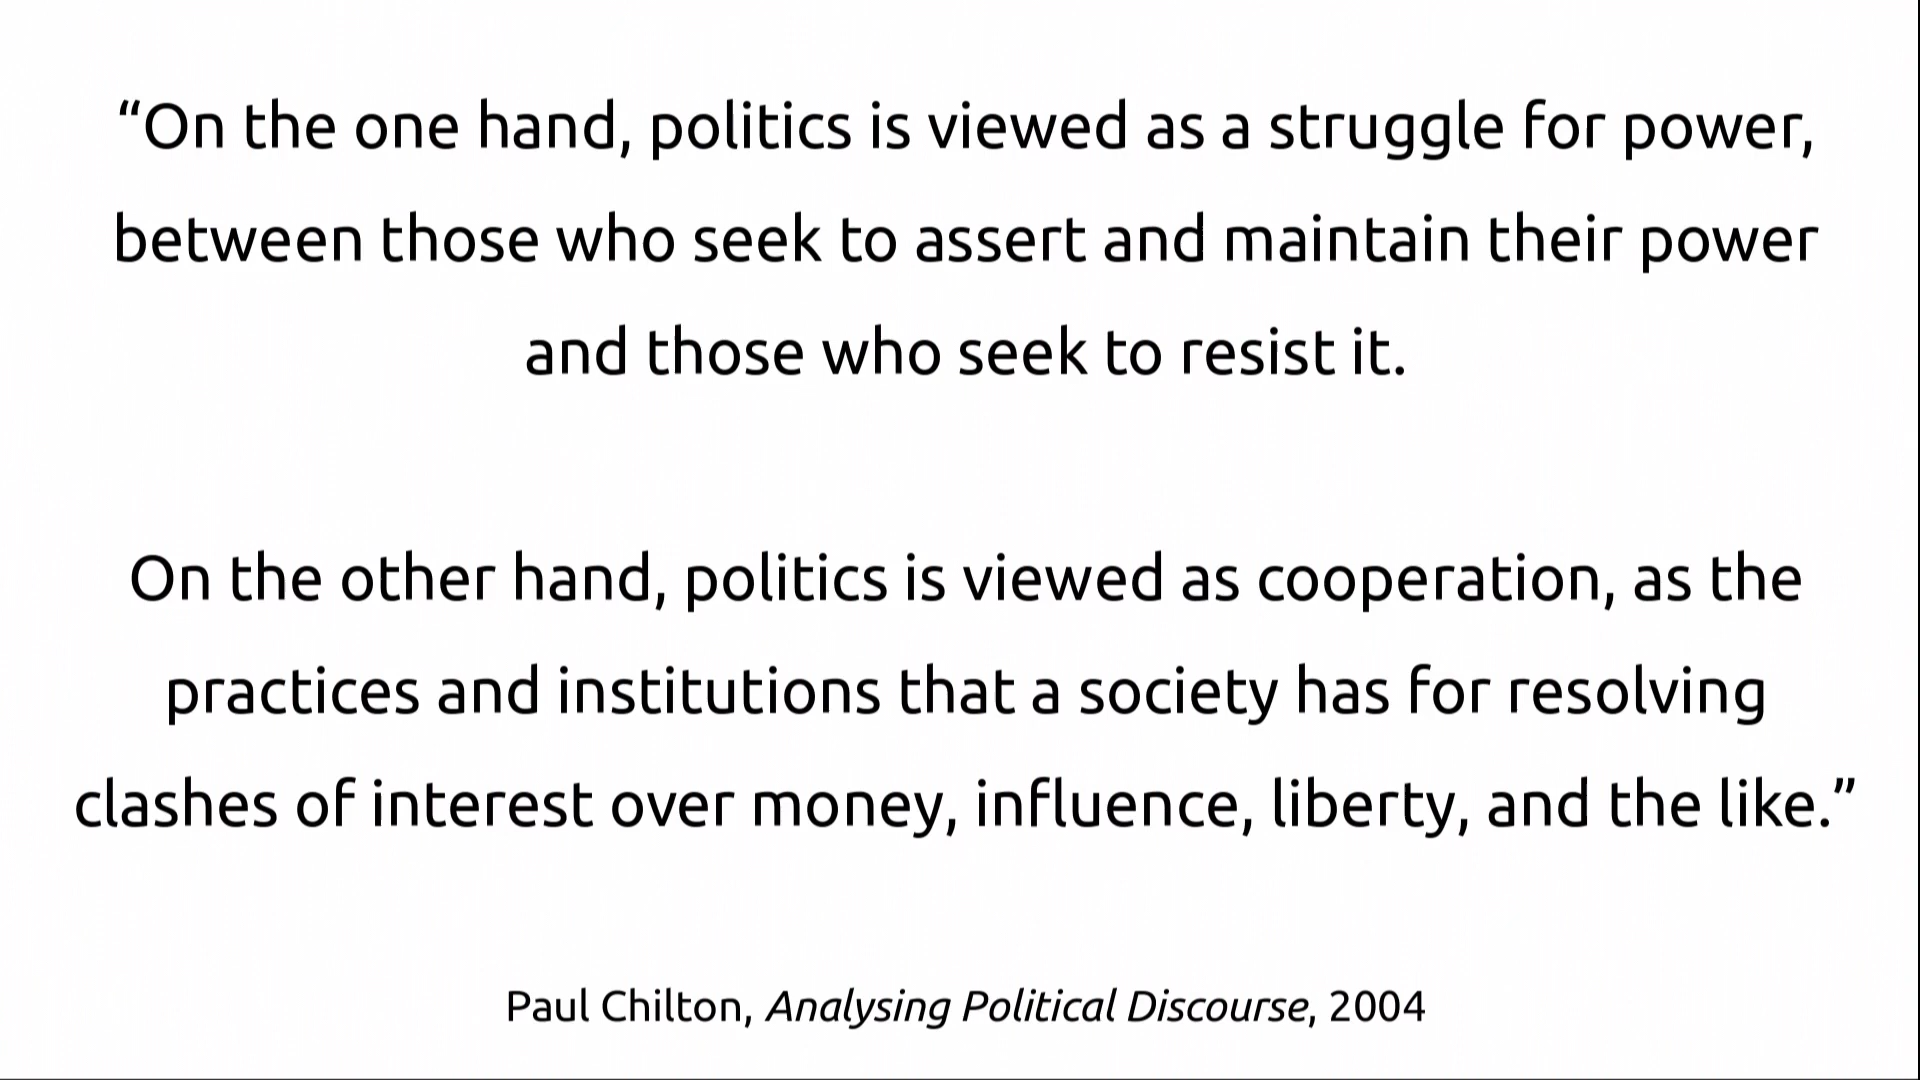 “On the one hand, politics is viewed as a struggle for power,
between those who seek to assert and maintain their power
and those who seek to resist it.
On the other hand, politics is viewed as cooperation, as the
practices and institutions that a society has for resolving
clashes of interest over money, influence, liberty, and the like.”
Paul Chilton, Analysing Political Discourse, 2004